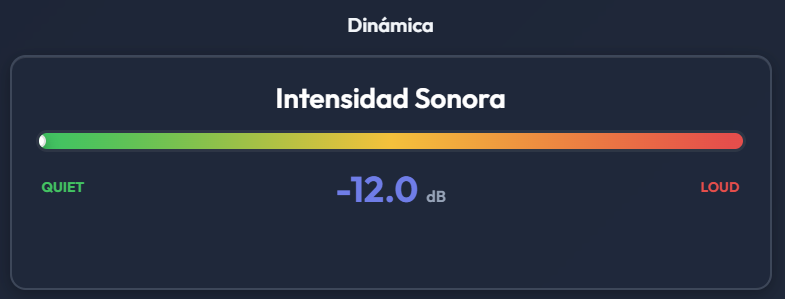 Dinámica
Intensidad Sonora
QUIET
-12.0 dB
LOUD